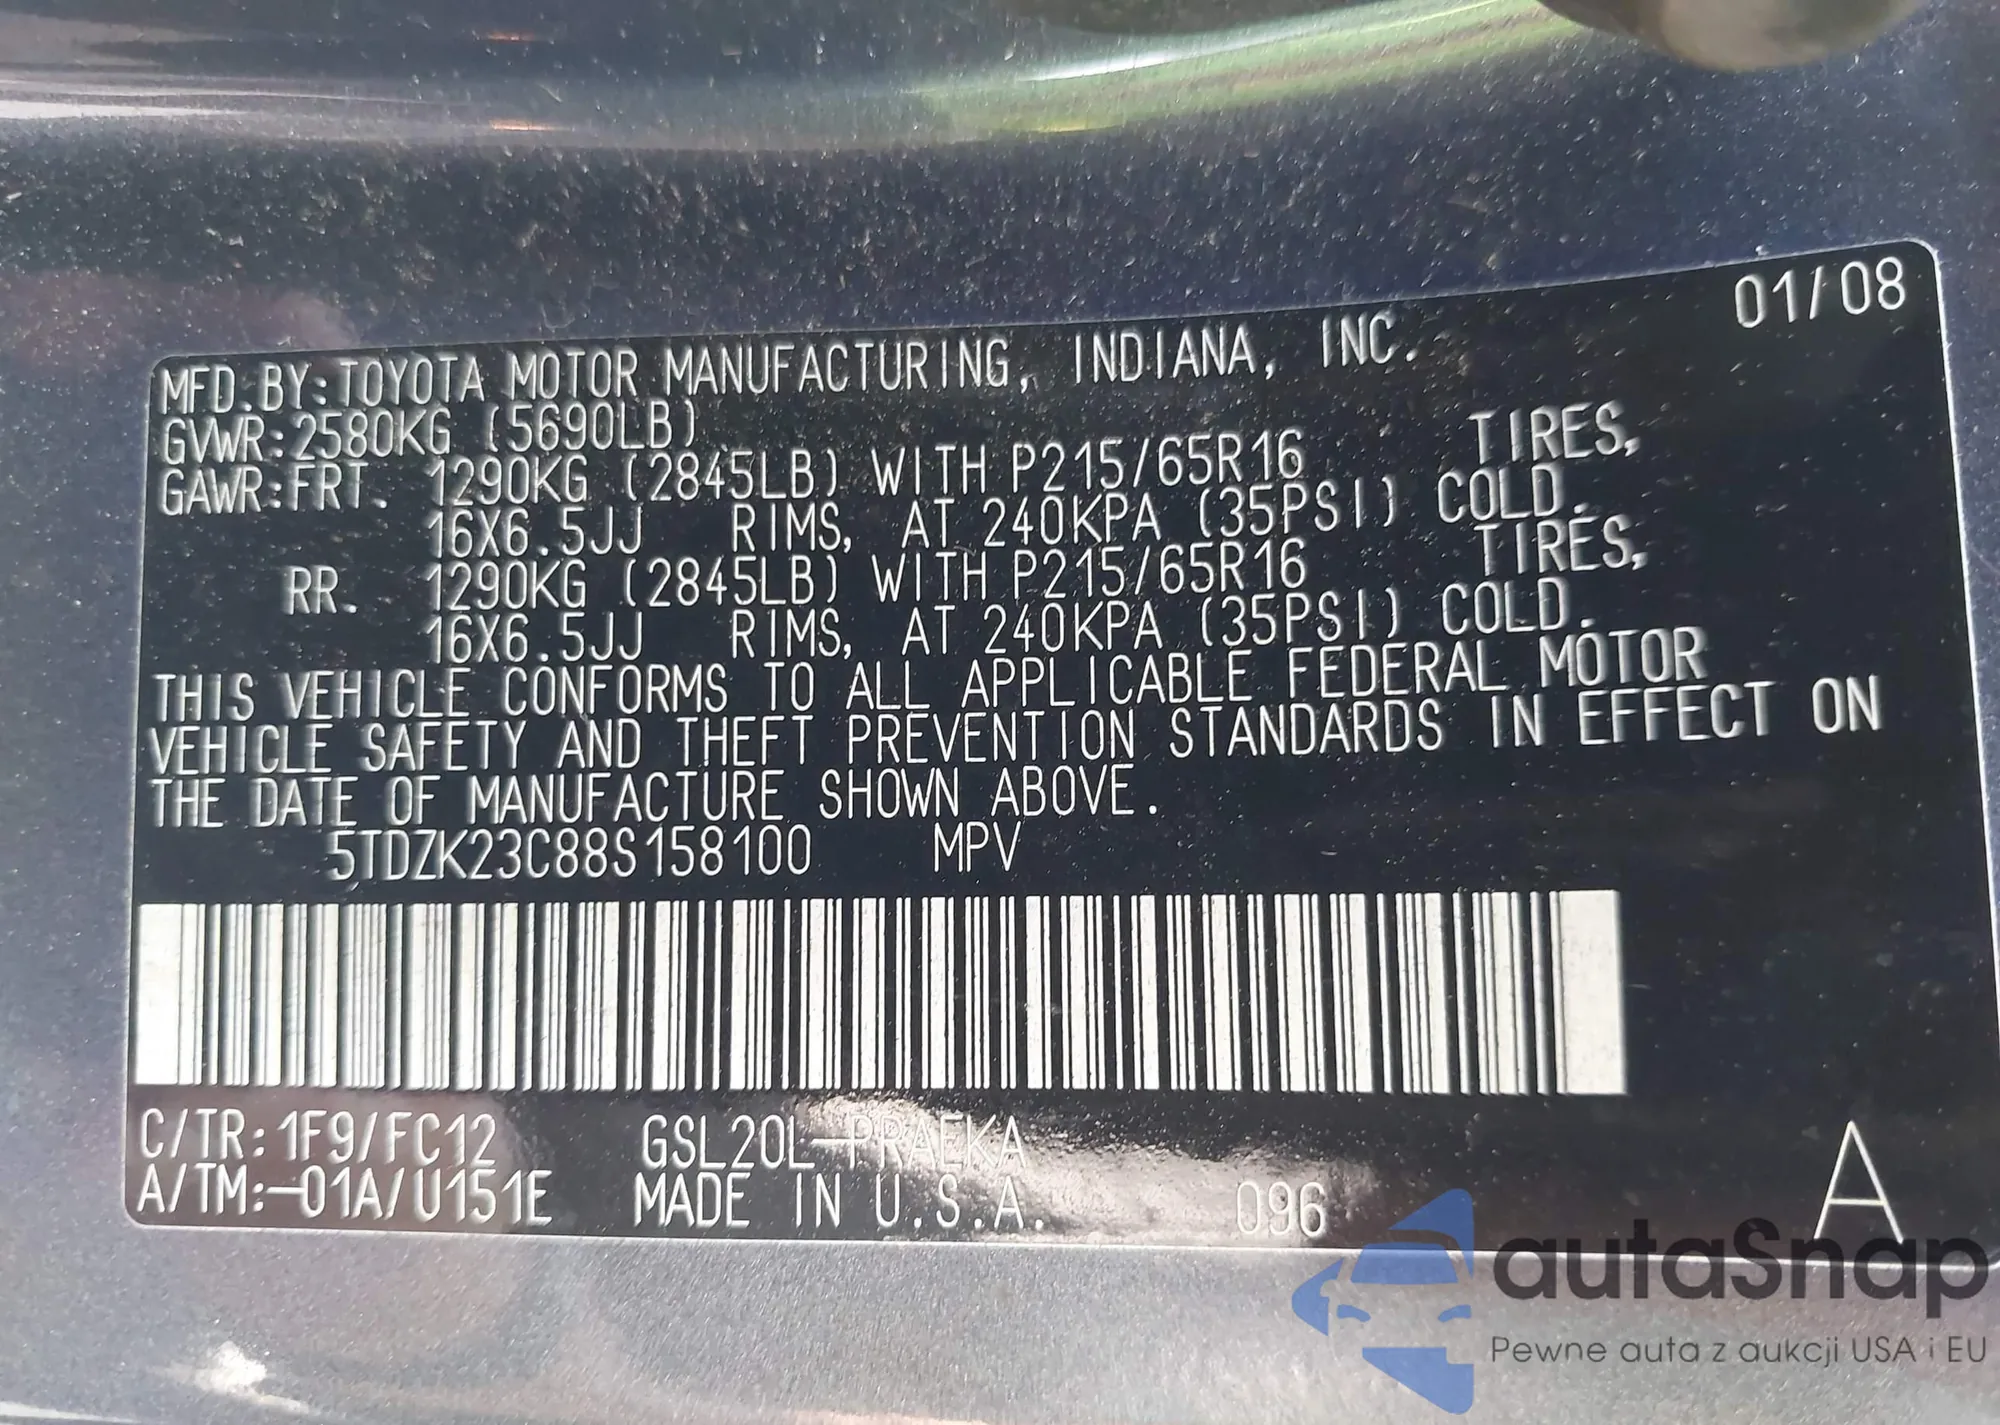 01/08
MFD.BY:TOYOTA MOTOR MANUFACTURING, INDIANA, INC.
GVWR:2580KG (5690LB)
GAWR:FRT. 1290KG (2845LB) WITH P215/65R16 TIRES,
16X6.5JJ RIMS, AT 240KPA (35PSI) COLD.
RR. 1290KG (2845LB) WITH P215/65R16 TIRES,
16X6.5JJ RIMS, AT 240KPA (35PSI) COLD.
THIS VEHICLE CONFORMS TO ALL APPLICABLE FEDERAL MOTOR
VEHICLE SAFETY AND THEFT PREVENTION STANDARDS IN EFFECT ON
THE DATE OF MANUFACTURE SHOWN ABOVE.
5TDZK23C88S158100 MPV
C/TR:1F9/FC12 GSL20L-PRAEKA
A/TM:-01A/U151E MADE IN U.S.A. 096 A
autaSnap
Pewne auta z aukcji USA i EU